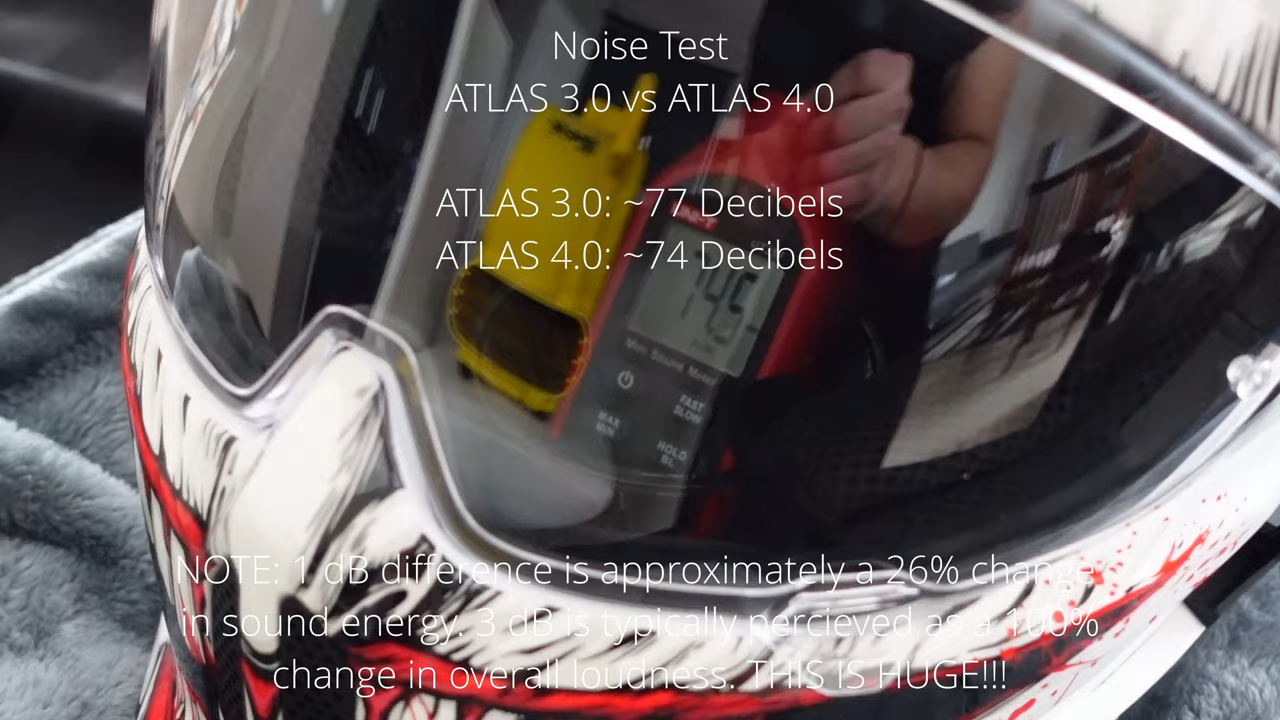 Noise Test
ATLAS 3.0 vs ATLAS 4.0
ATLAS 3.0: ~77 Decibels
ATLAS 4.0: ~74 Decibels
Mini Sound Meter
FAST
SLOW
MAX
MIN
HOLD
BL
NOTE: 1 dB difference is approximately a 26% change
in sound energy. 3 dB is typically percieved as a 100%
change in overall loudness. THIS IS HUGE!!!